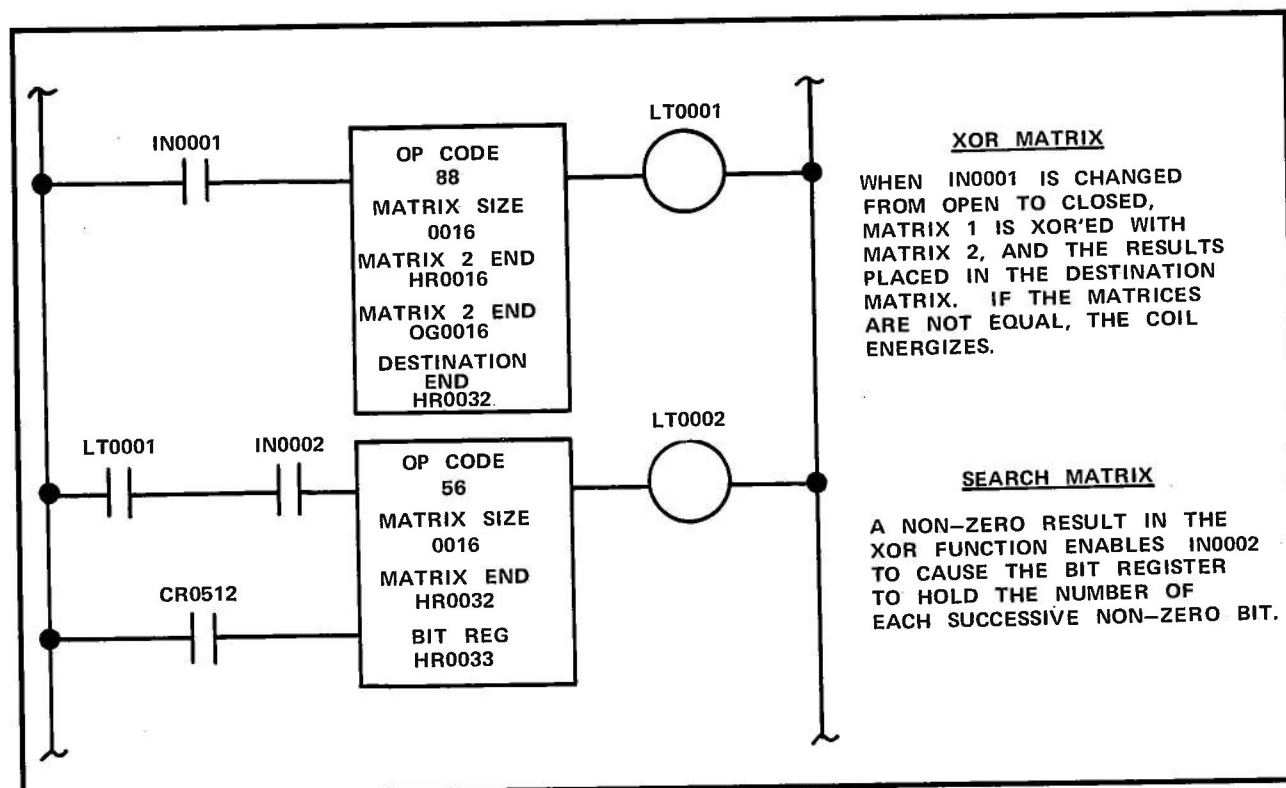 LT0001
IN0001
OP CODE
88
MATRIX SIZE
0016
MATRIX 2 END
HR0016
MATRIX 2 END
OG0016
DESTINATION
END
HR0032
XOR MATRIX
WHEN IN0001 IS CHANGED
FROM OPEN TO CLOSED,
MATRIX 1 IS XOR'ED WITH
MATRIX 2, AND THE RESULTS
PLACED IN THE DESTINATION
MATRIX. IF THE MATRICES
ARE NOT EQUAL, THE COIL
ENERGIZES.
LT0002
LT0001
IN0002
OP CODE
56
MATRIX SIZE
0016
MATRIX END
HR0032
BIT REG
HR0033
CR0512
SEARCH MATRIX
A NON–ZERO RESULT IN THE
XOR FUNCTION ENABLES IN0002
TO CAUSE THE BIT REGISTER
TO HOLD THE NUMBER OF
EACH SUCCESSIVE NON–ZERO BIT.